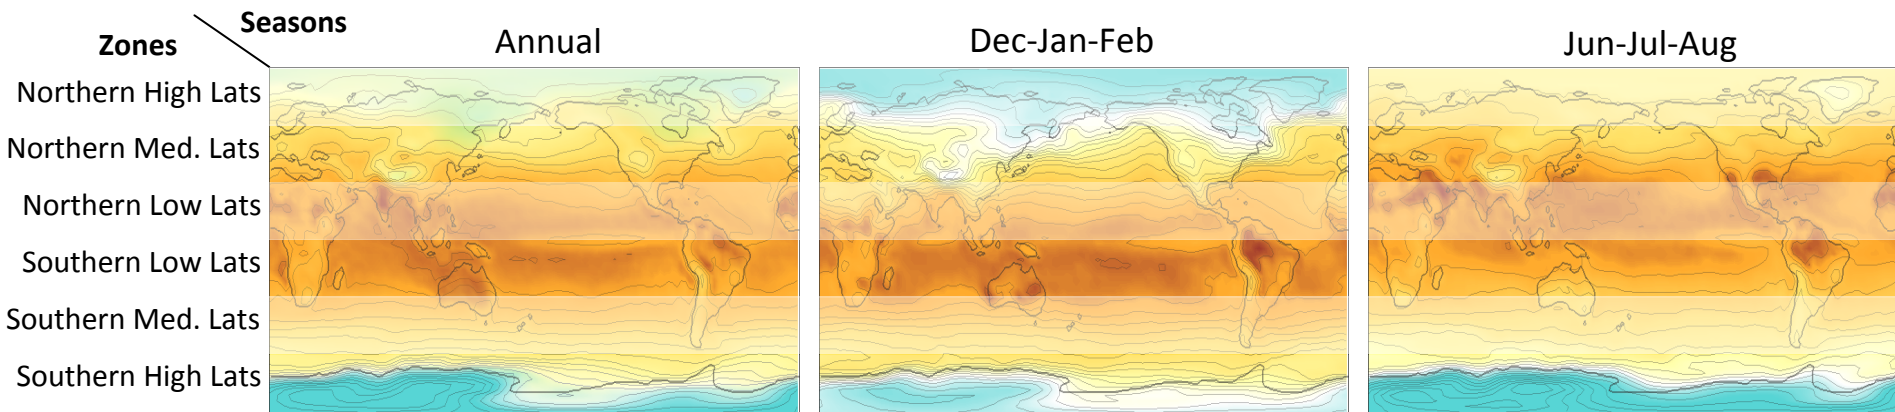 Seasons
Zones
Annual
Dec-Jan-Feb
Jun-Jul-Aug
Northern High Lats
Northern Med. Lats
Northern Low Lats
Southern Low Lats
Southern Med. Lats
Southern High Lats